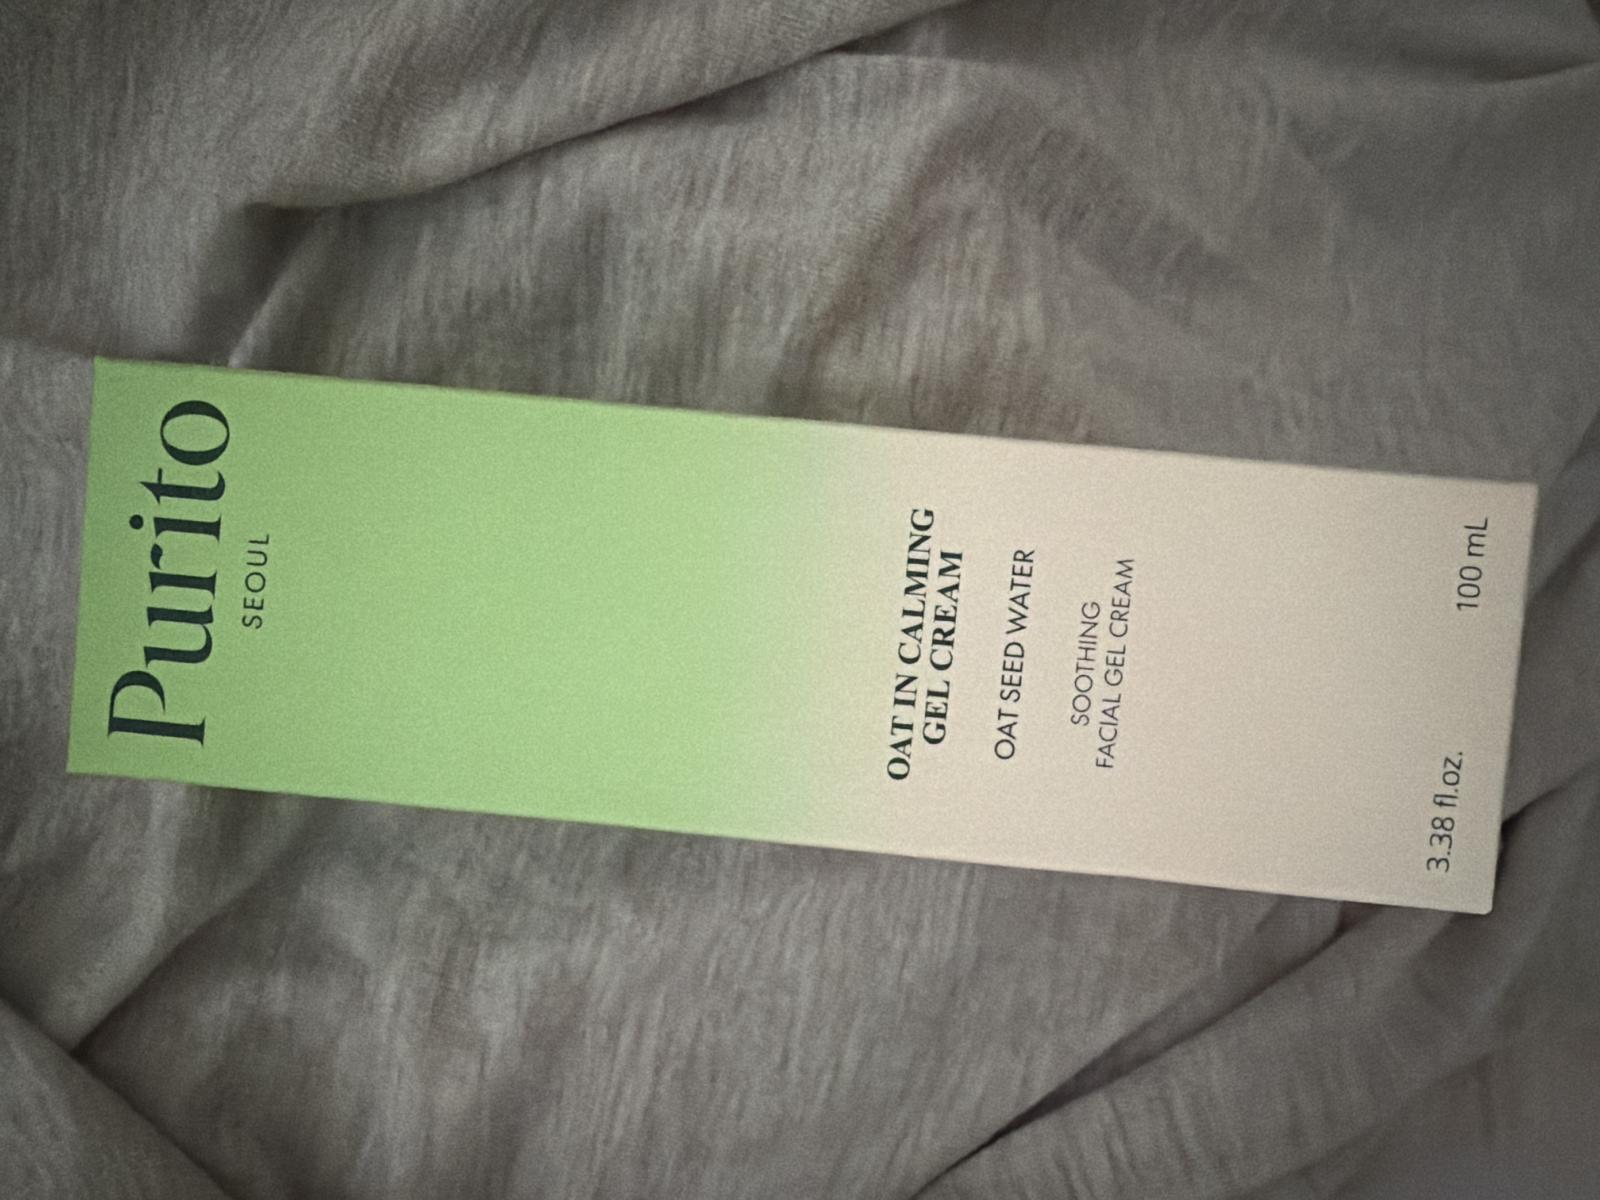 Purito
SEOUL
OAT IN CALMING
GEL CREAM
OAT SEED WATER
SOOTHING
FACIAL GEL CREAM
3.38 fl.oz.
100 mL